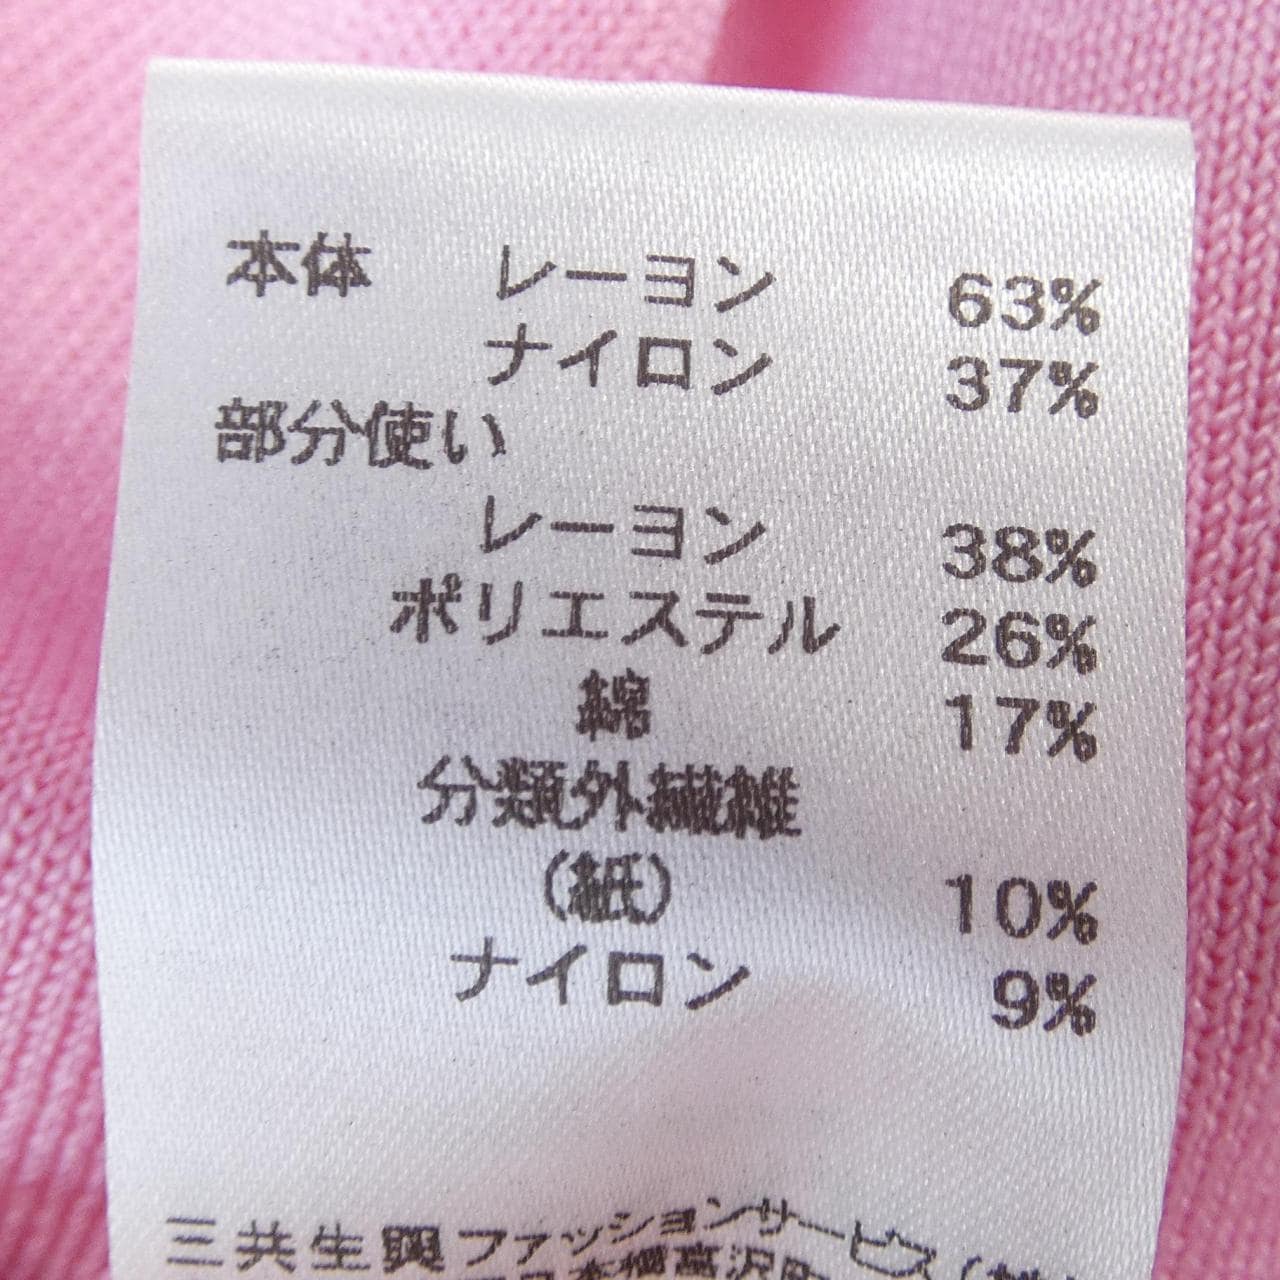 本体 レーヨン 63%
ナイロン 37%
部分使い
レーヨン 38%
ポリエステル 26%
綿 17%
分類外繊維
(紙) 10%
ナイロン 9%
三共生興ファッションサービス(株